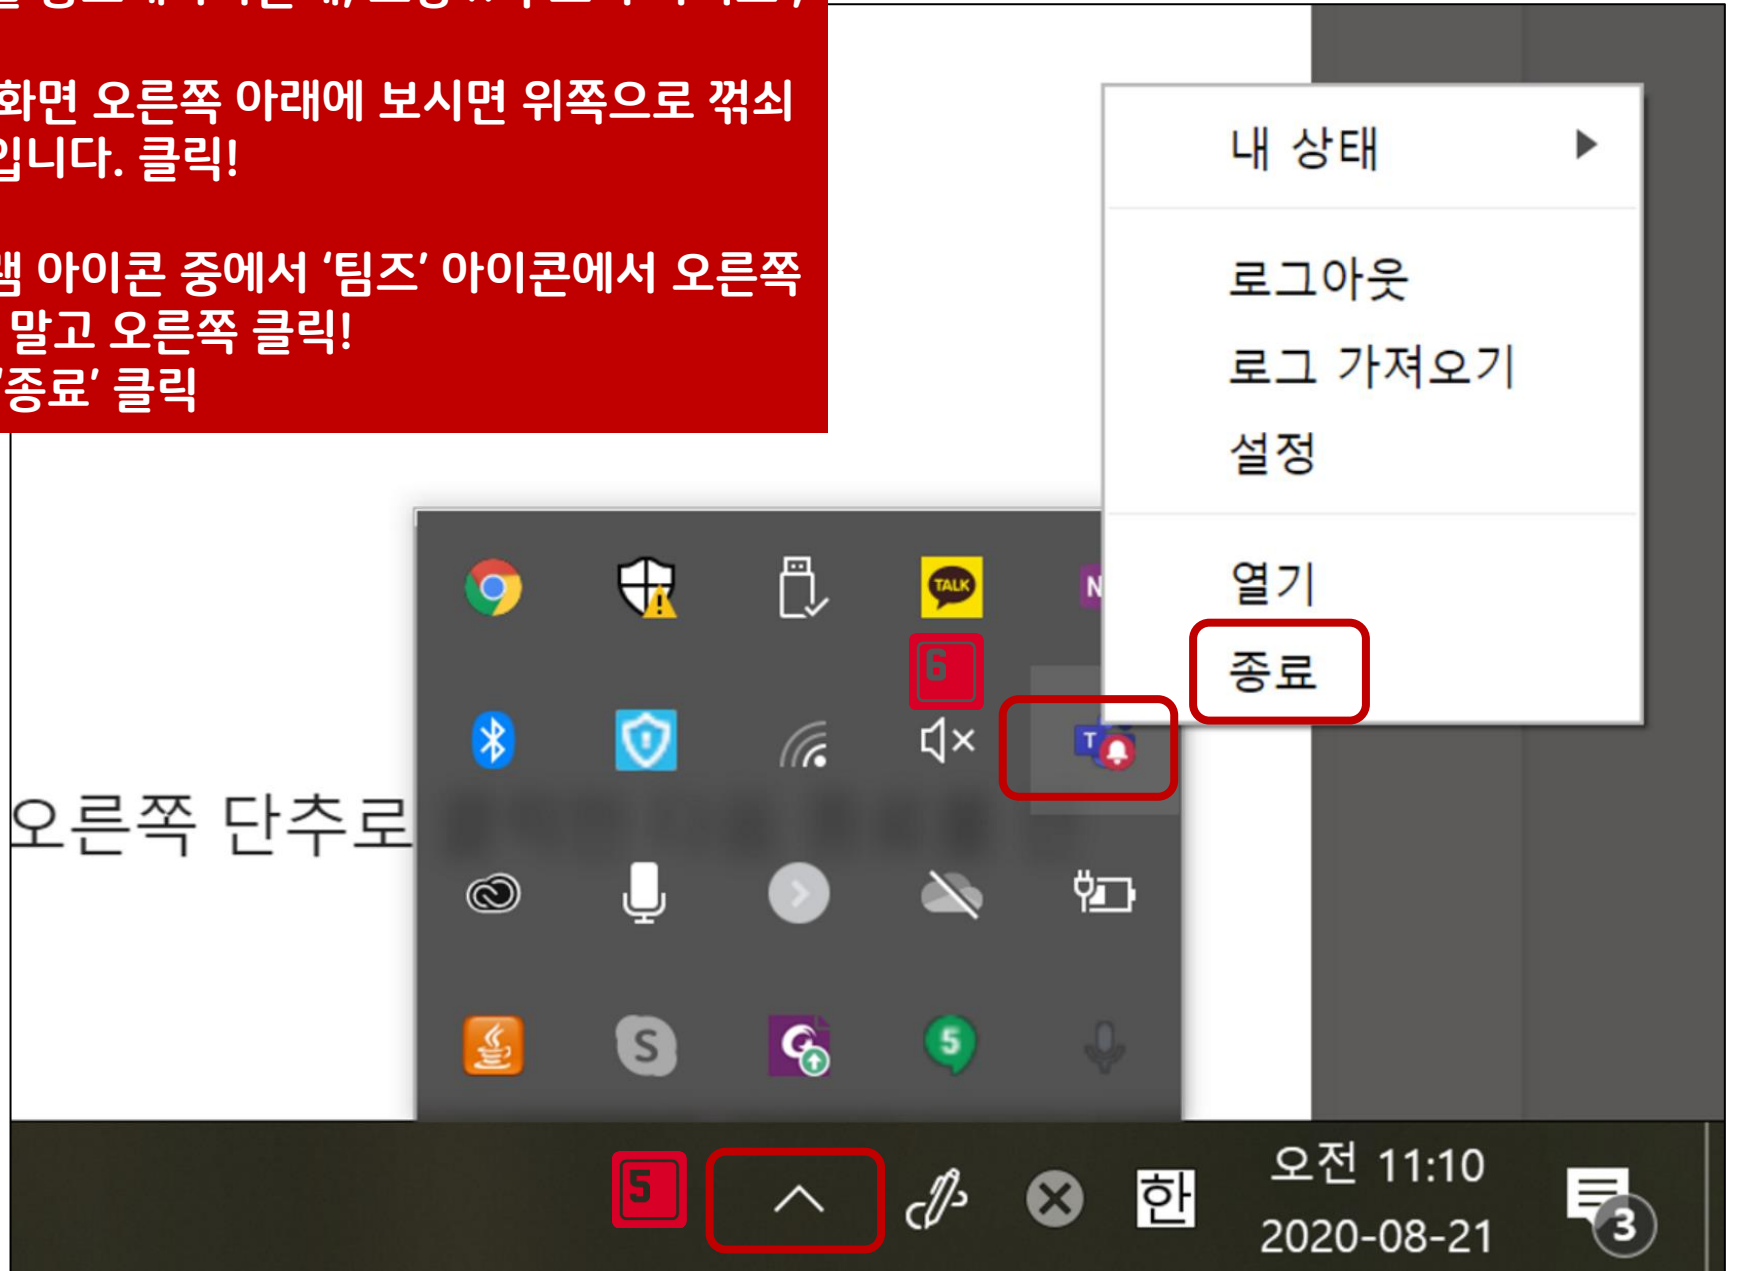 화면 오른쪽 아래에 보시면 위쪽으로 꺾쇠
입니다. 클릭!
아이콘 중에서 ‘팀즈’ 아이콘에서 오른쪽
말고 오른쪽 클릭!
‘종료’ 클릭
내 상태
로그아웃
로그 가져오기
설정
열기
종료
TALK
N
6
T
오른쪽 단추로
S
G
5
5
한
오전 11:10
2020-08-21
3